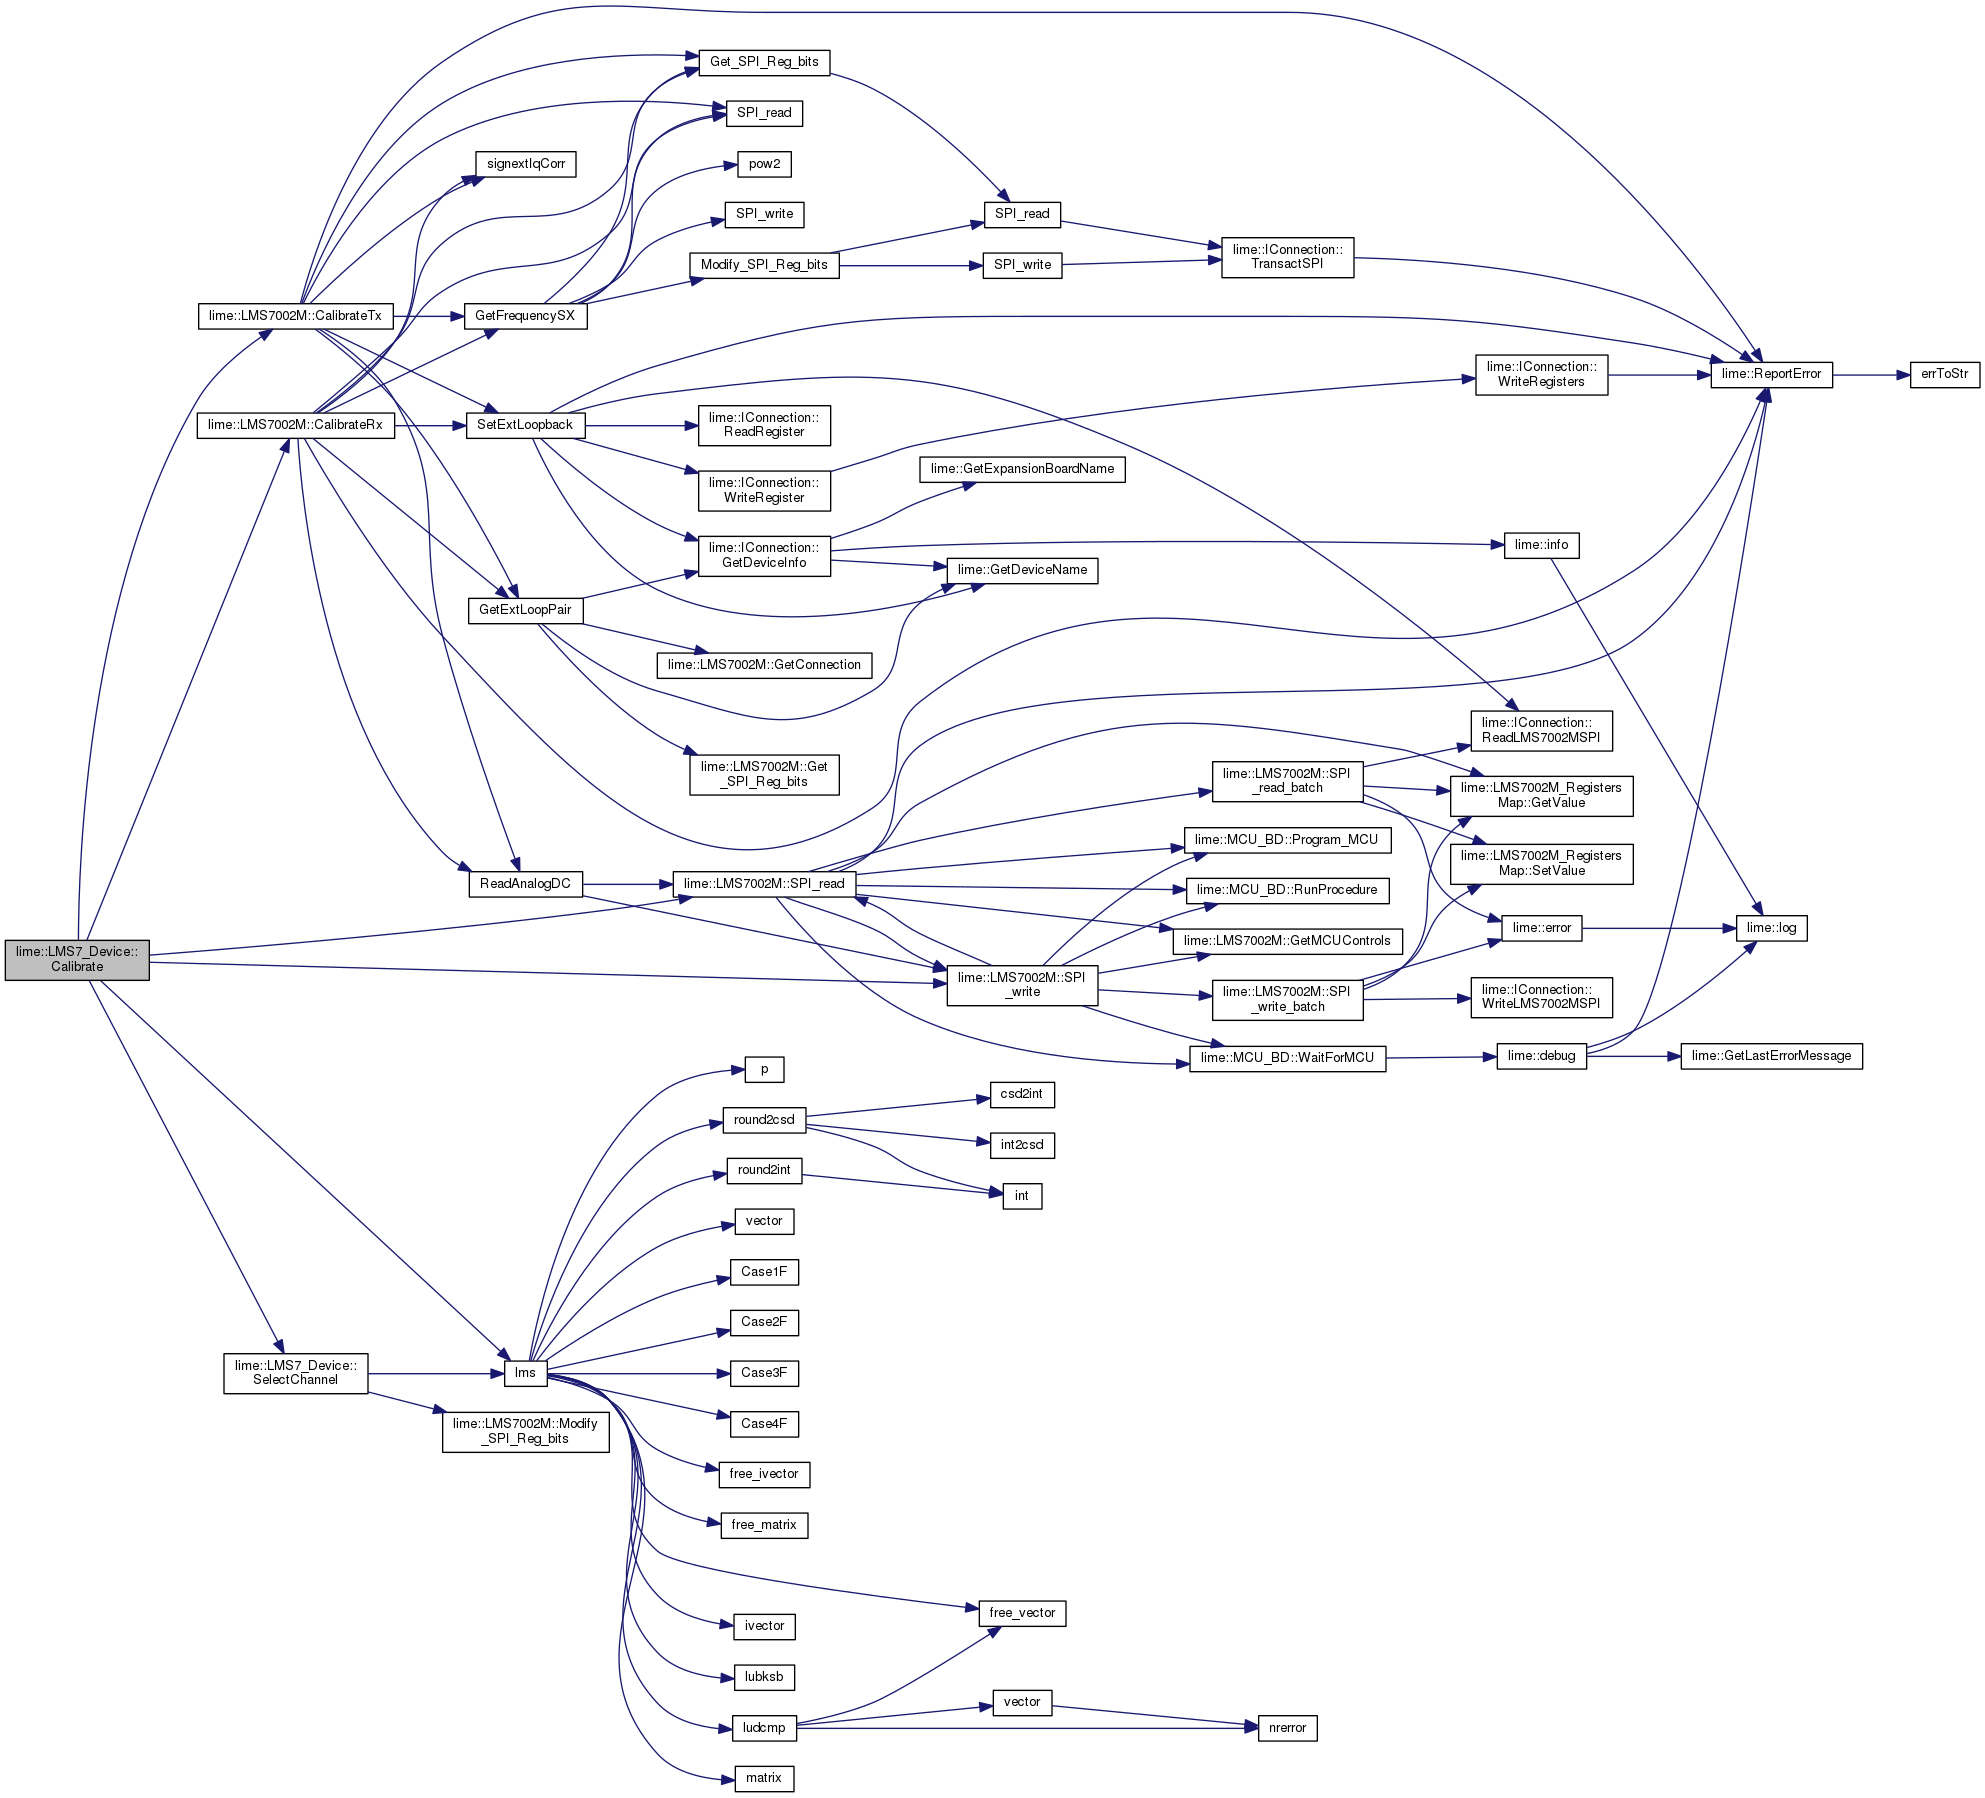 lime::LMS7_Device::
Calibrate
lime::LMS7002M::CalibrateTx
lime::LMS7002M::CalibrateRx
lime::LMS7_Device::
SelectChannel
signextIqCorr
GetFrequencySX
SetExtLoopback
GetExtLoopPair
ReadAnalogDC
lms
lime::LMS7002M::Modify
_SPI_Reg_bits
Get_SPI_Reg_bits
SPI_read
pow2
SPI_write
Modify_SPI_Reg_bits
lime::IConnection::
ReadRegister
lime::IConnection::
WriteRegister
lime::IConnection::
GetDeviceInfo
lime::LMS7002M::GetConnection
lime::LMS7002M::Get
_SPI_Reg_bits
lime::LMS7002M::SPI_read
p
round2csd
round2int
vector
Case1F
Case2F
Case3F
Case4F
free_ivector
free_matrix
ivector
lubksb
ludcmp
matrix
SPI_read
SPI_write
lime::GetExpansionBoardName
lime::GetDeviceName
lime::LMS7002M::SPI
_write
csd2int
int2csd
int
free_vector
vector
lime::IConnection::
TransactSPI
lime::LMS7002M::SPI
_read_batch
lime::MCU_BD::Program_MCU
lime::MCU_BD::RunProcedure
lime::LMS7002M::GetMCUControls
lime::LMS7002M::SPI
_write_batch
lime::MCU_BD::WaitForMCU
nrerror
lime::IConnection::
WriteRegisters
lime::info
lime::IConnection::
ReadLMS7002MSPI
lime::LMS7002M_Registers
Map::GetValue
lime::LMS7002M_Registers
Map::SetValue
lime::error
lime::IConnection::
WriteLMS7002MSPI
lime::debug
lime::ReportError
lime::log
lime::GetLastErrorMessage
errToStr